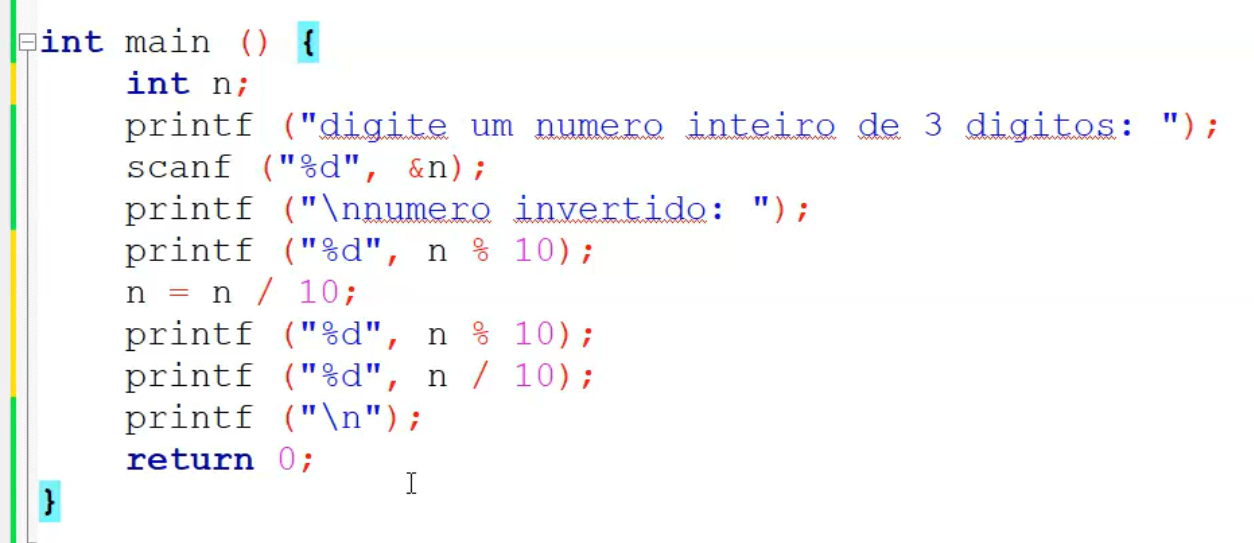 int main () {
int n;
printf ("digite um numero inteiro de 3 digitos: ");
scanf ("%d", &n);
printf ("\nnumero invertido: ");
printf ("%d", n % 10);
n = n / 10;
printf ("%d", n % 10);
printf ("%d", n / 10);
printf ("\n");
return 0;
}